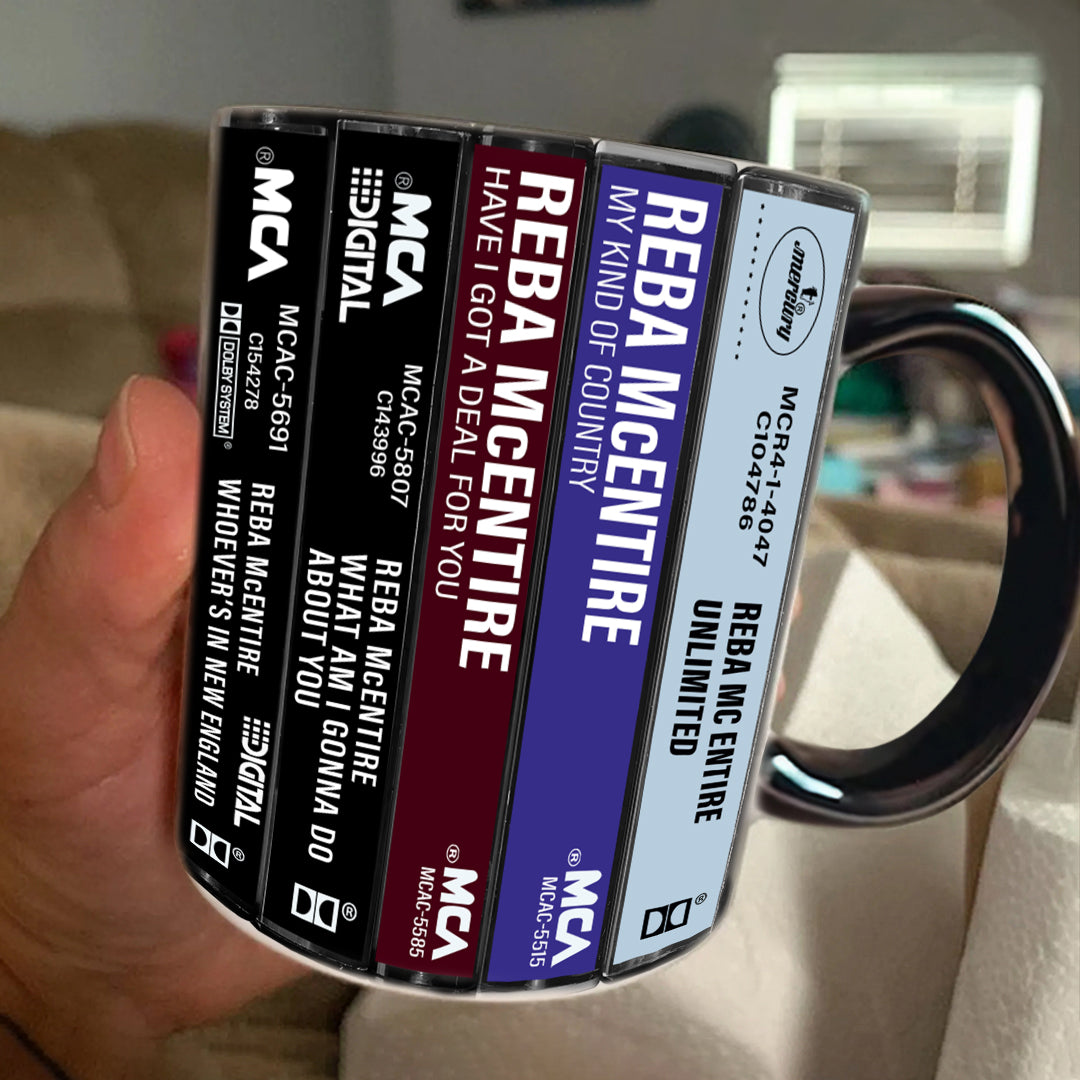 ® MCA
MCAC-5691
C154278
DOLBY SYSTEM ®
REBA McENTIRE
WHOEVER'S IN NEW ENGLAND
DIGITAL
®
® MCA
DIGITAL
MCAC-5807
C143996
REBA McENTIRE
WHAT AM I GONNA DO
ABOUT YOU
®
REBA McENTIRE
HAVE I GOT A DEAL FOR YOU
® MCA
MCAC-5585
REBA McENTIRE
MY KIND OF COUNTRY
® MCA
MCAC-5515
mercury ®
MCR4-1-4047
C104786
REBA MC ENTIRE
UNLIMITED
®